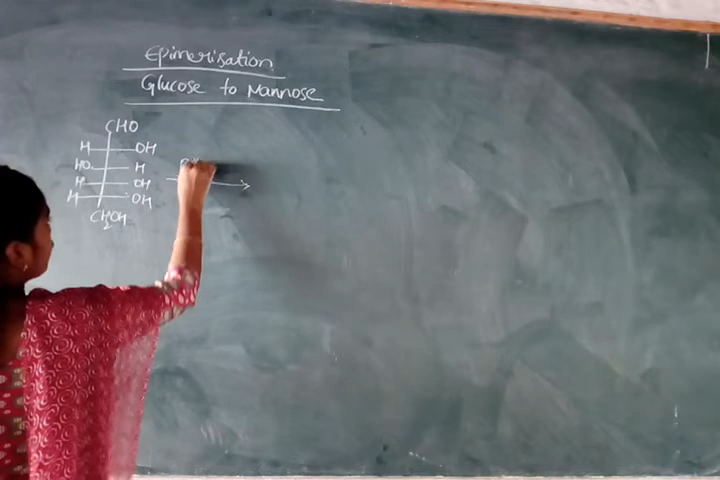 Epimerisation
Glucose to Mannose
CHO
H OH
HO H
H OH
H OH
CH2OH